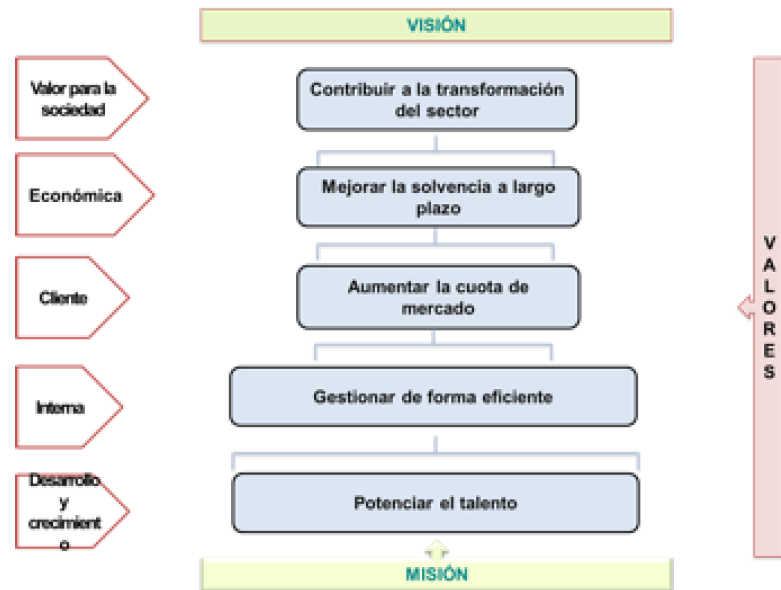 VISIÓN
Valor para la
sociedad
Contribuir a la transformación
del sector
Económica
Mejorar la solvencia a largo
plazo
Cliente
Aumentar la cuota de
mercado
Interna
Gestionar de forma eficiente
Desarrollo
y
crecimient
o
Potenciar el talento
MISIÓN
V
A
L
O
R
E
S